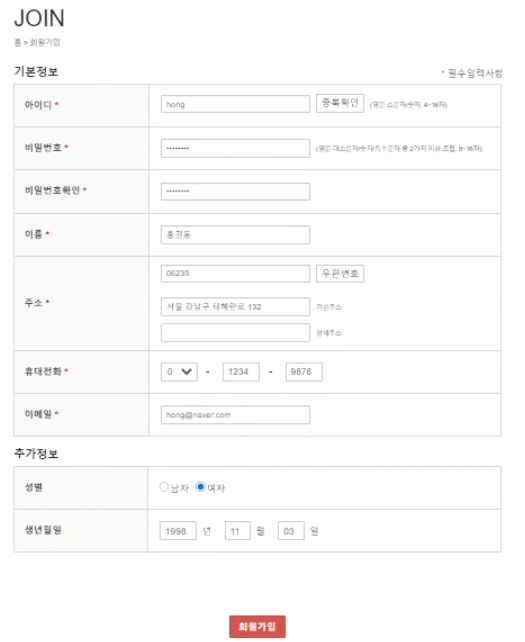 JOIN
홈 > 회원가입
기본정보
* 필수입력사항
아이디 * hong 중복확인 (영문 소문자/숫자, 4~16자)
비밀번호 * •••••••• (영문 대소문자/숫자/특수문자 중 2가지 이상 조합, 8~16자)
비밀번호확인 * ••••••••
이름 * 홍길동
주소 * 06235 우편번호
서울 강남구 테헤란로 132 기본주소
상세주소
휴대전화 * 0 - 1234 - 9876
이메일 * hong@naver.com
추가정보
성별 남자 여자
생년월일 1998 년 11 월 03 일
회원가입